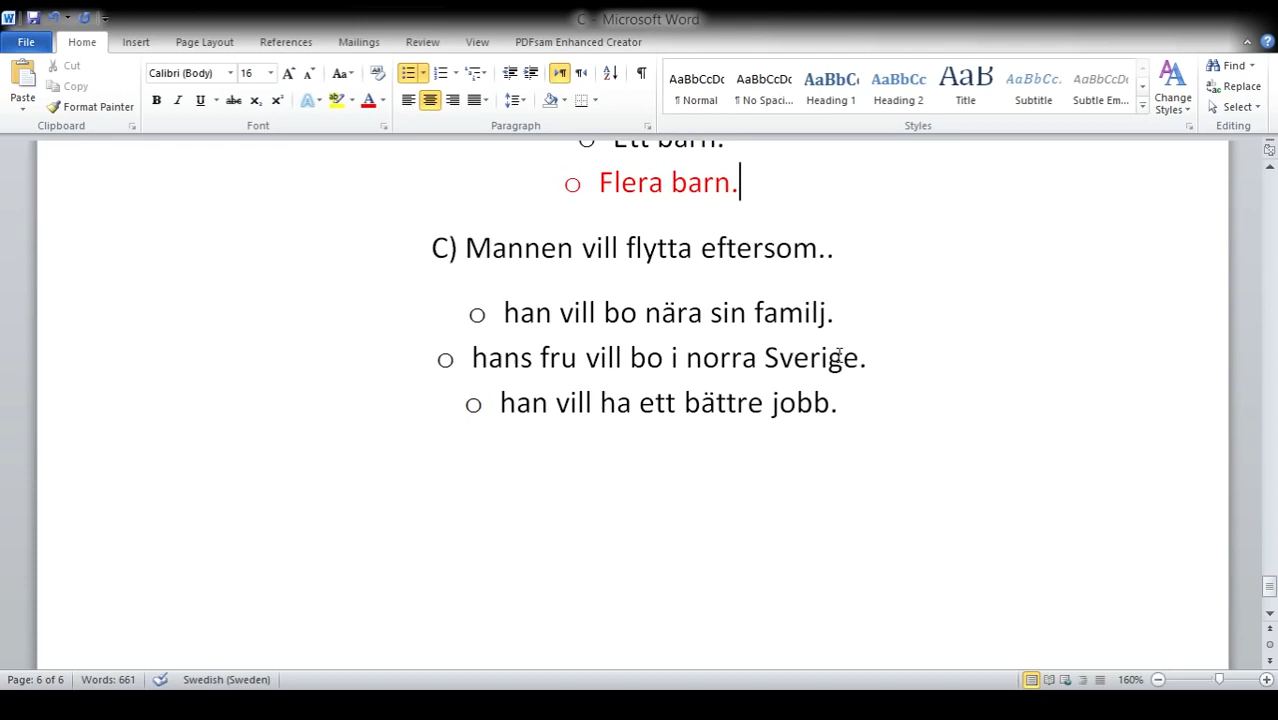 C - Microsoft Word
File Home Insert Page Layout References Mailings Review View PDFsam Enhanced Creator
Paste
Cut
Copy
Format Painter
Clipboard
Calibri (Body) 16
Font
Paragraph
AaBbCcDc AaBbCcDc AaBbC AaBbCc AaB AaBbCc. AaBbCcDc
¶ Normal ¶ No Spaci... Heading 1 Heading 2 Title Subtitle Subtle Em...
Change Styles
Styles
Find
Replace
Select
Editing
o Ett barn.
o Flera barn.
C) Mannen vill flytta eftersom..
o han vill bo nära sin familj.
o hans fru vill bo i norra Sverige.
o han vill ha ett bättre jobb.
Page: 6 of 6 Words: 661 Swedish (Sweden) 160%